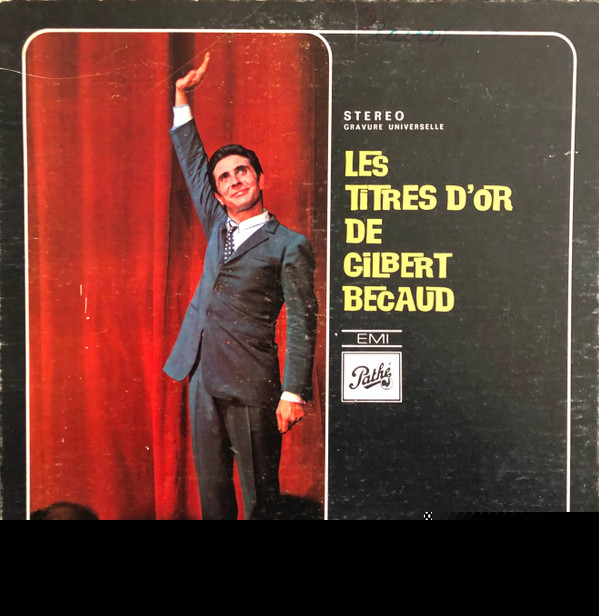 STEREO
GRAVURE UNIVERSELLE
LES
TITRES D'OR
DE
GILBERT
BECAUD
EMI
Pathé